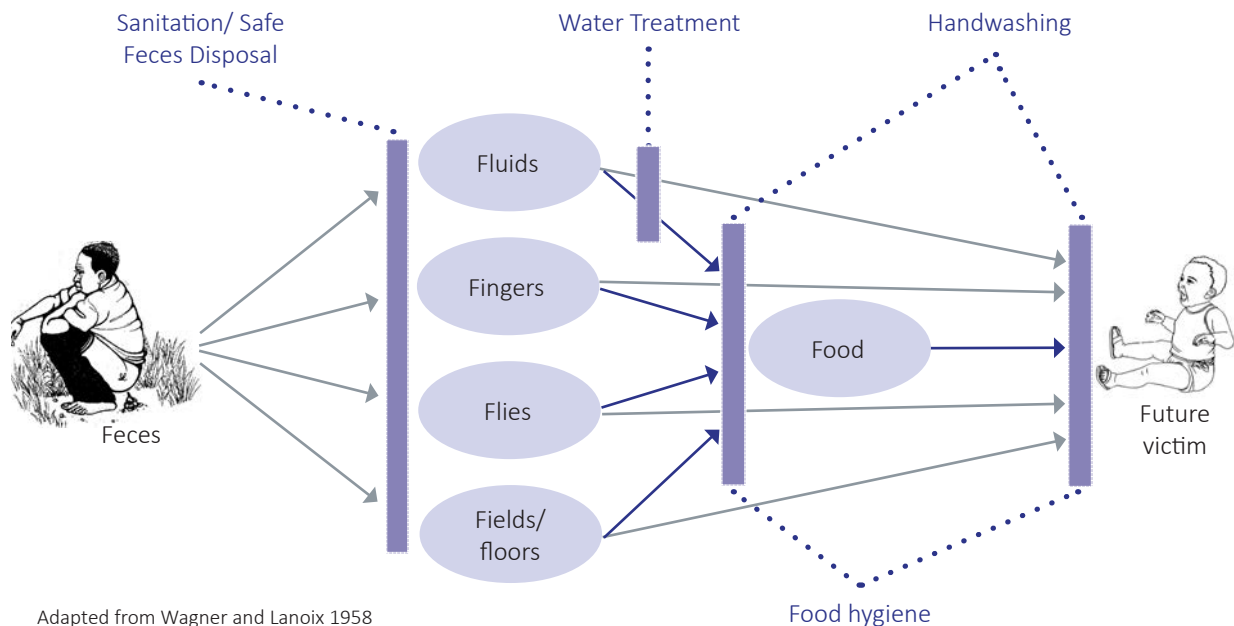 Sanitation/ Safe
Feces Disposal
Water Treatment
Handwashing
Fluids
Fingers
Flies
Fields/
floors
Food
Feces
Future
victim
Food hygiene
Adapted from Wagner and Lanoix 1958